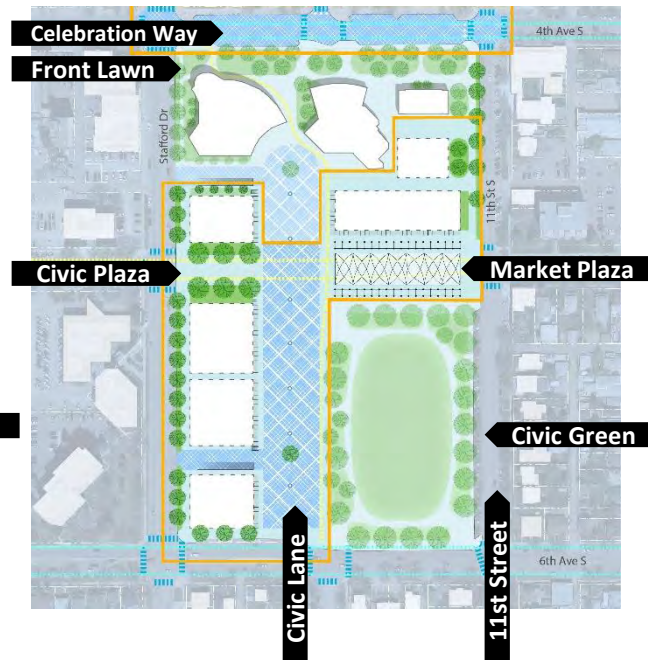 Celebration Way
4th Ave S
Front Lawn
Stafford Dr
11th St S
Civic Plaza
Market Plaza
Civic Green
Civic Lane
11st Street
6th Ave S